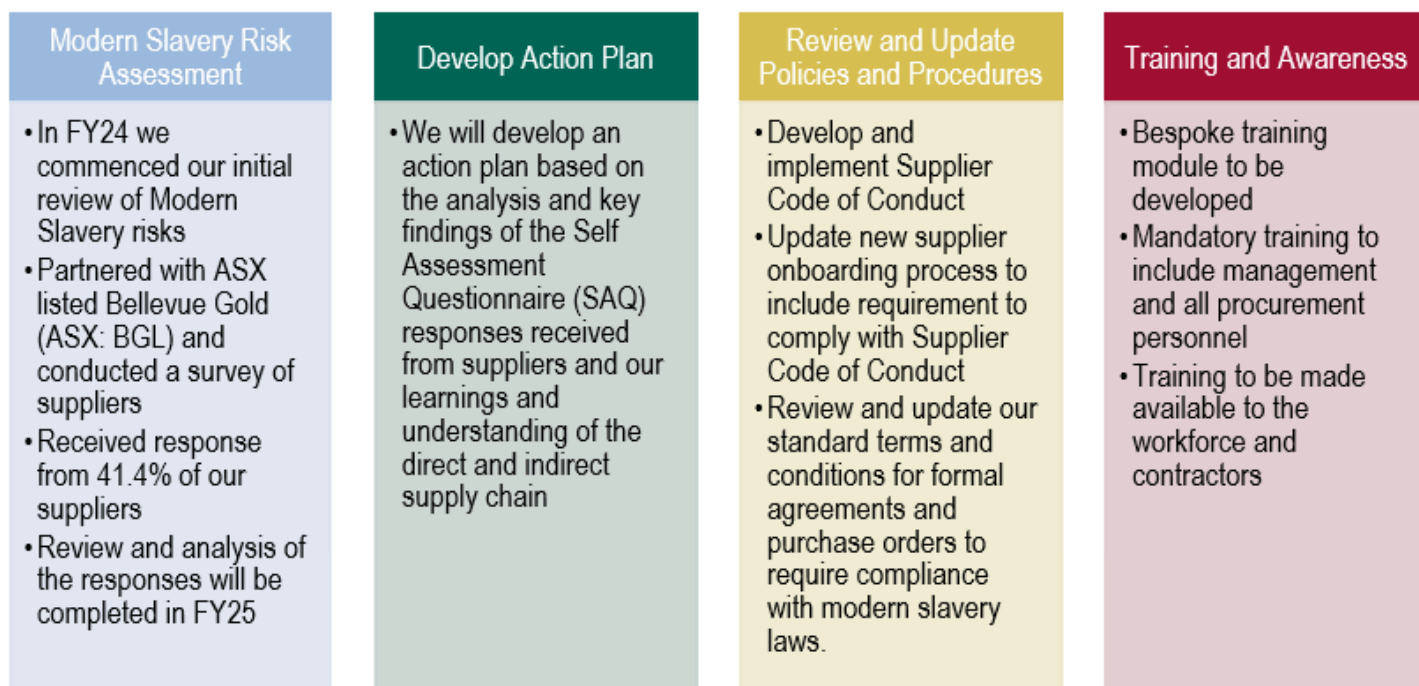 Modern Slavery Risk
Assessment
• In FY24 we
commenced our initial
review of Modern
Slavery risks
• Partnered with ASX
listed Bellevue Gold
(ASX: BGL) and
conducted a survey of
suppliers
• Received response
from 41.4% of our
suppliers
• Review and analysis of
the responses will be
completed in FY25
Develop Action Plan
• We will develop an
action plan based on
the analysis and key
findings of the Self
Assessment
Questionnaire (SAQ)
responses received
from suppliers and our
learnings and
understanding of the
direct and indirect
supply chain
Review and Update
Policies and Procedures
• Develop and
implement Supplier
Code of Conduct
• Update new supplier
onboarding process to
include requirement to
comply with Supplier
Code of Conduct
• Review and update our
standard terms and
conditions for formal
agreements and
purchase orders to
require compliance
with modern slavery
laws.
Training and Awareness
• Bespoke training
module to be
developed
• Mandatory training to
include management
and all procurement
personnel
• Training to be made
available to the
workforce and
contractors